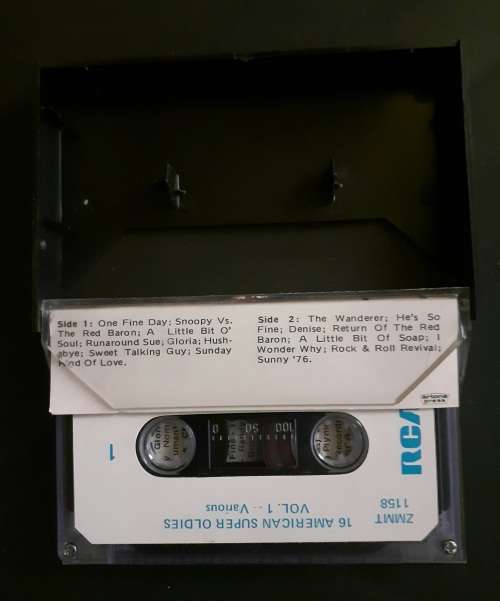 Side 1: One Fine Day; Snoopy Vs.
The Red Baron; A Little Bit O'
Soul; Runaround Sue; Gloria; Hush-
abye; Sweet Talking Guy; Sunday
Kind Of Love.
Side 2: The Wanderer; He's So
Fine; Denise; Return Of The Red
Baron; A Little Bit Of Soap; I
Wonder Why; Rock & Roll Revival;
Sunny '76.
0 50 100
1
RCA
ZMMT
1158
16 AMERICAN SUPER OLDIES
VOL. 1 -- Various